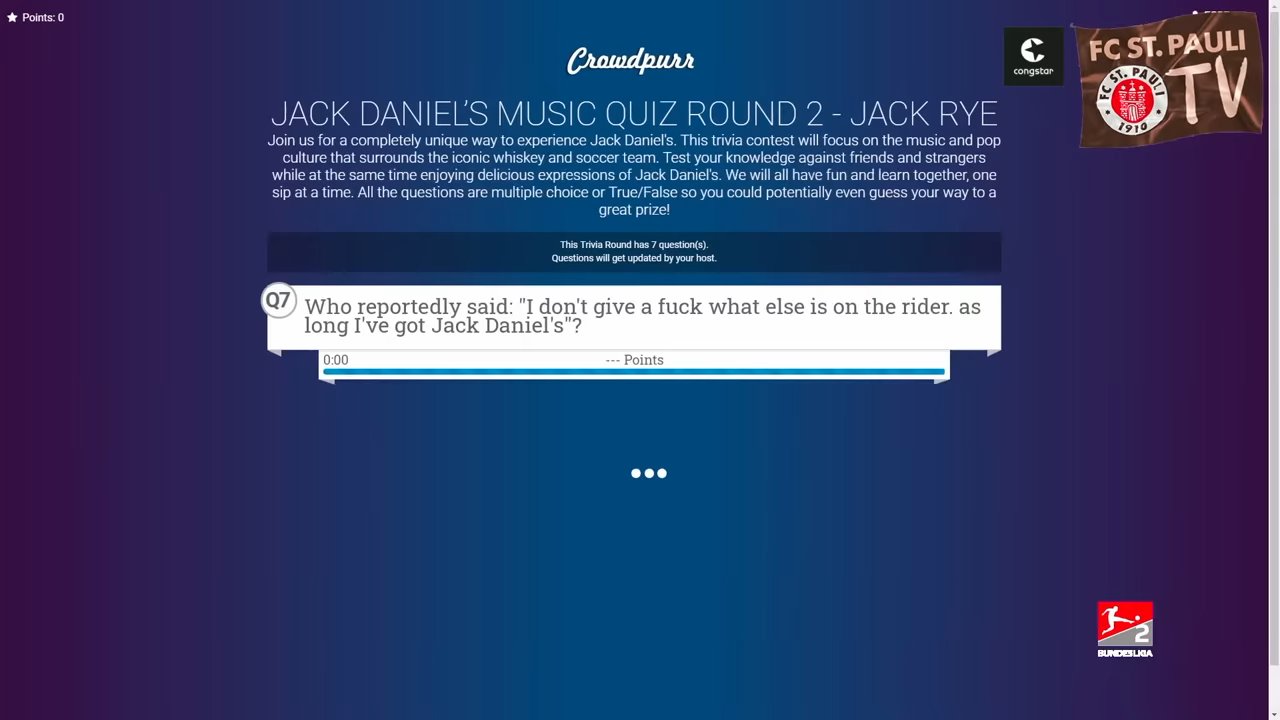 Points: 0
Crowdpurr
congstar
FC ST. PAULI
TV
FC ST. PAULI
1910
JACK DANIEL'S MUSIC QUIZ ROUND 2 - JACK RYE
Join us for a completely unique way to experience Jack Daniel's. This trivia contest will focus on the music and pop
culture that surrounds the iconic whiskey and soccer team. Test your knowledge against friends and strangers
while at the same time enjoying delicious expressions of Jack Daniel's. We will all have fun and learn together, one
sip at a time. All the questions are multiple choice or True/False so you could potentially even guess your way to a
great prize!
This Trivia Round has 7 question(s).
Questions will get updated by your host.
Q7
Who reportedly said: "I don't give a fuck what else is on the rider. as
long I've got Jack Daniel's"?
0:00
--- Points
2
BUNDESLIGA